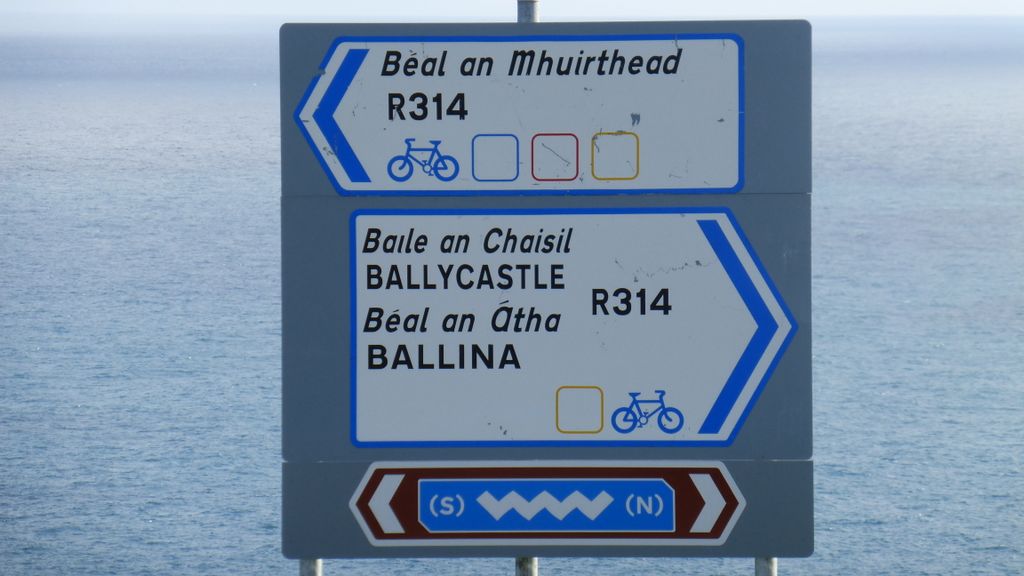 Béal an Mhuirthead
R314
Baile an Chaisil
BALLYCASTLE
R314
Béal an Átha
BALLINA
(S) (N)